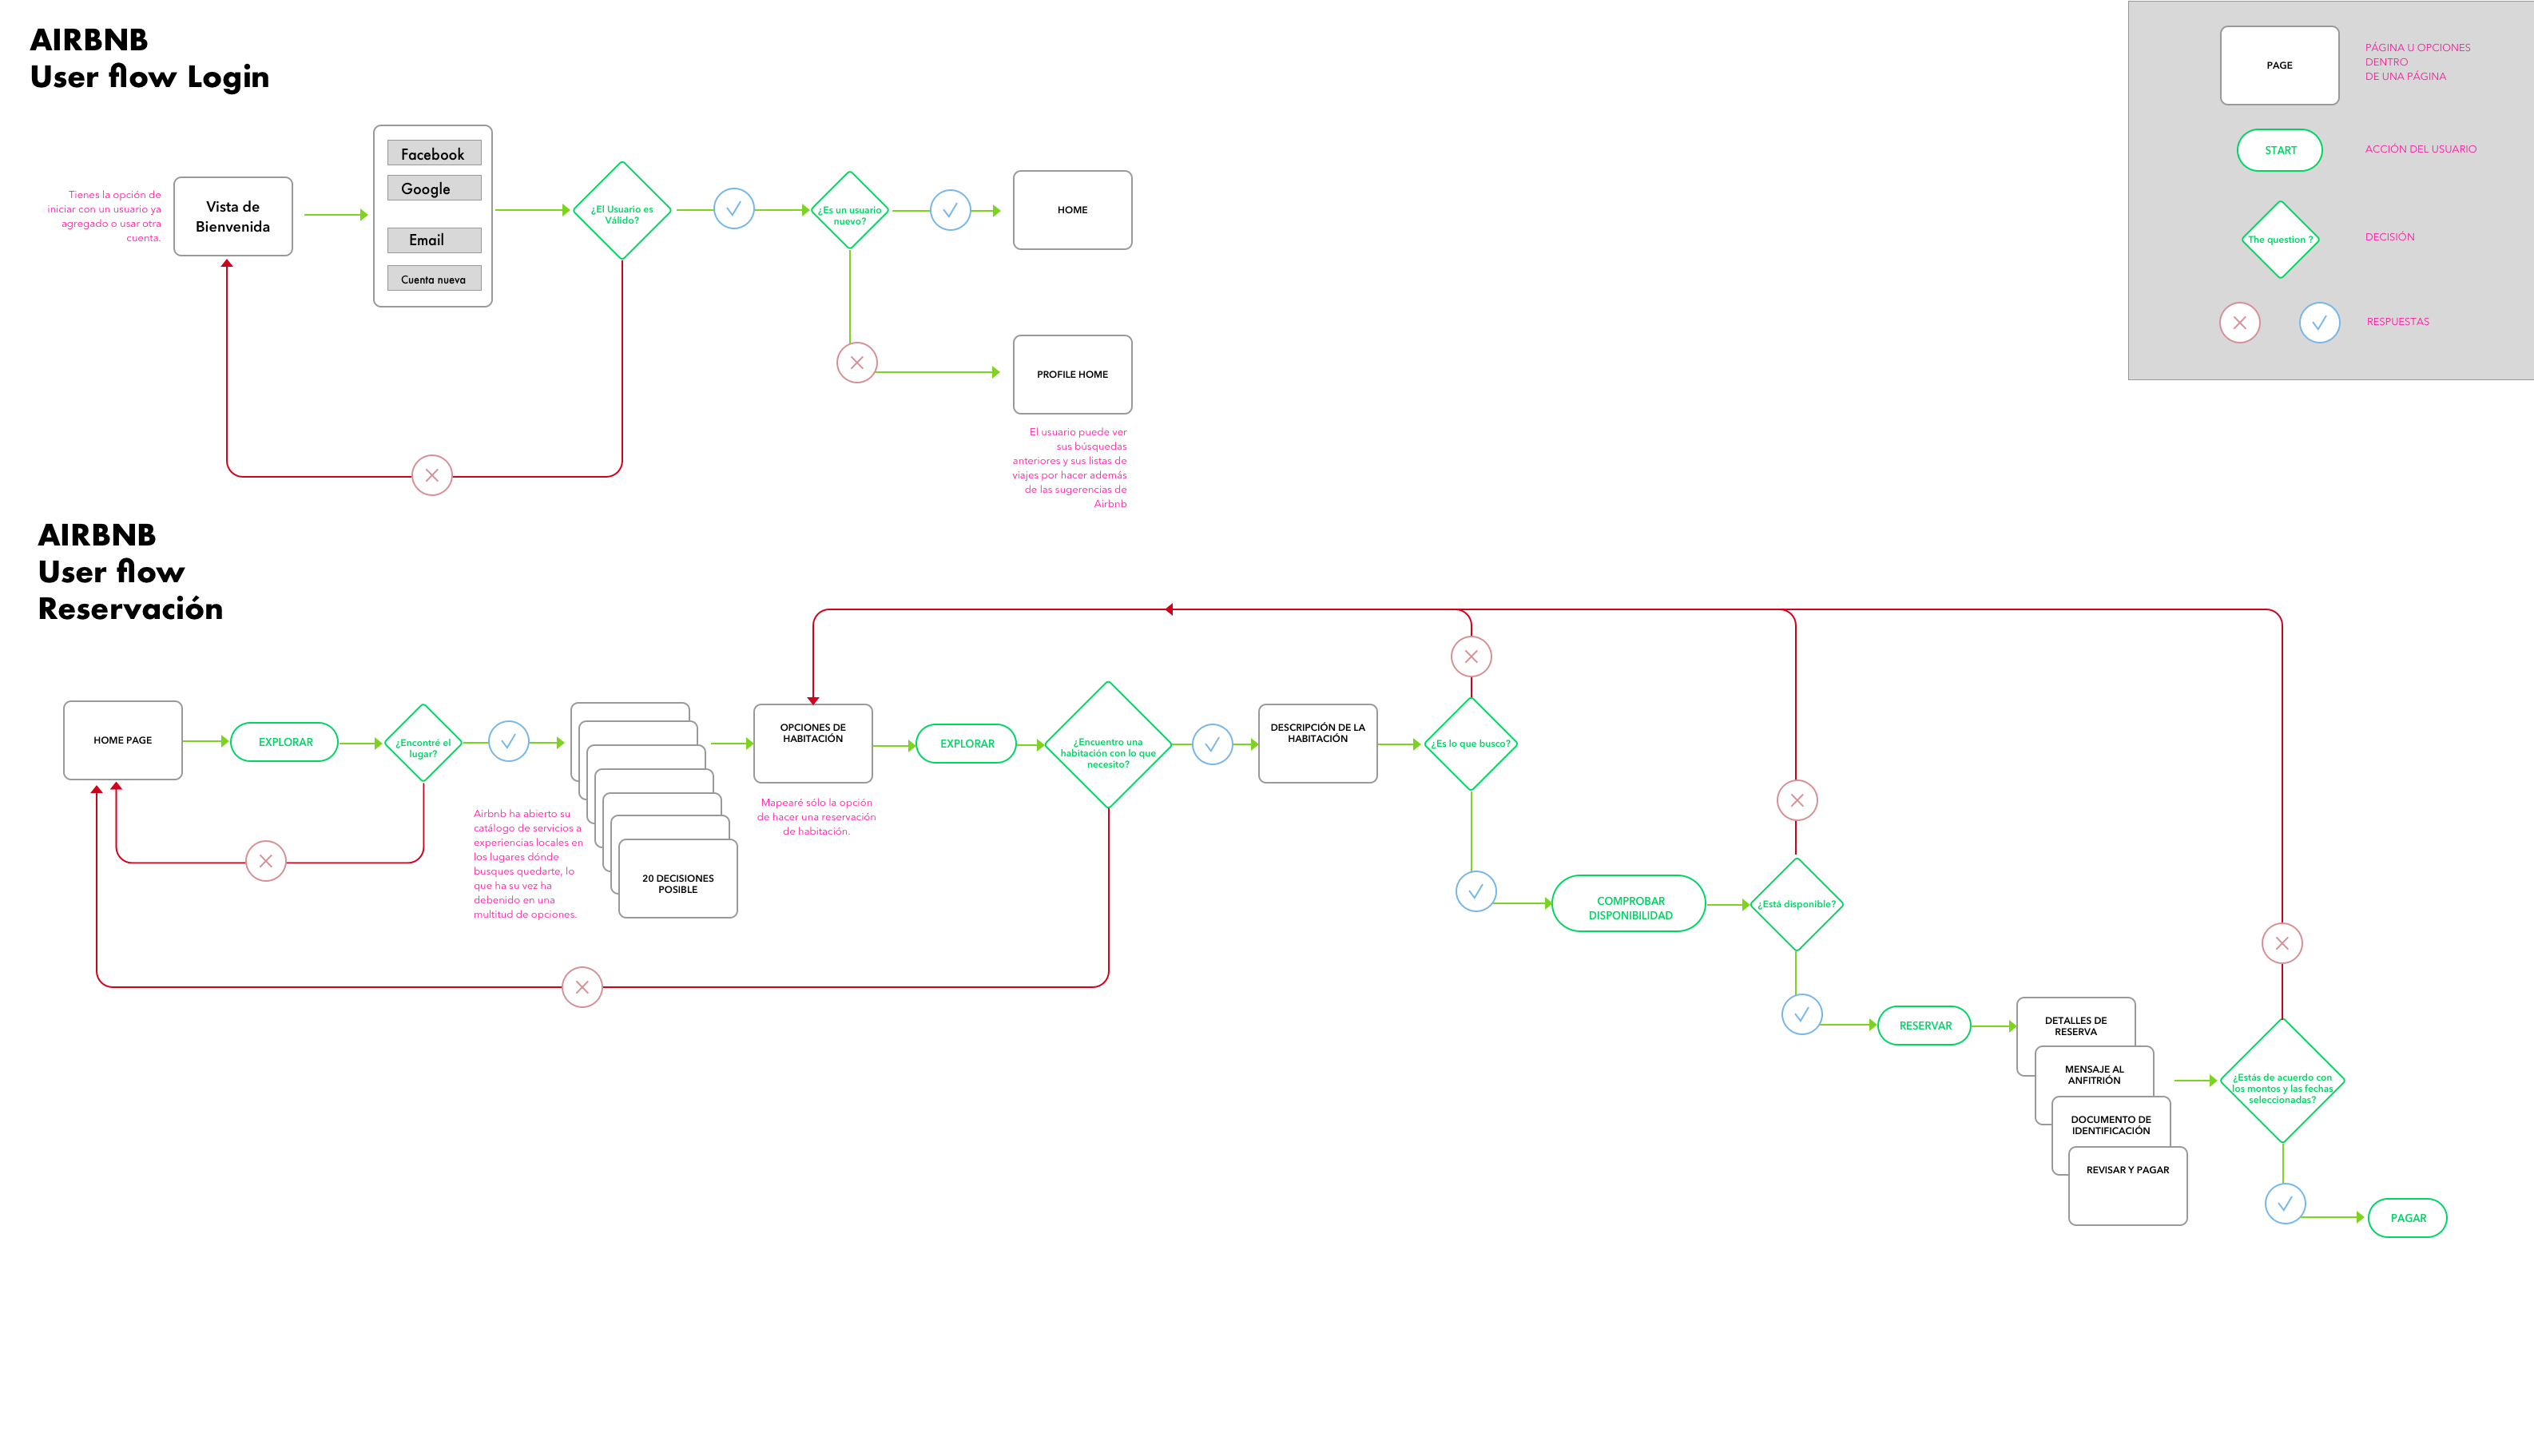 AIRBNB
User flow Login
PAGE
PÁGINA U OPCIONES
DENTRO
DE UNA PÁGINA
START
ACCIÓN DEL USUARIO
The question ?
DECISIÓN
RESPUESTAS
Tienes la opción de
iniciar con un usuario ya
agregado o usar otra
cuenta.
Vista de
Bienvenida
Facebook
Google
Email
Cuenta nueva
¿El Usuario es
Válido?
¿Es un usuario
nuevo?
HOME
PROFILE HOME
El usuario puede ver
sus búsquedas
anteriores y sus listas de
viajes por hacer además
de las sugerencias de
Airbnb
AIRBNB
User flow
Reservación
HOME PAGE
EXPLORAR
¿Encontré el
lugar?
Airbnb ha abierto su
catálogo de servicios a
experiencias locales en
los lugares dónde
busques quedarte, lo
que ha su vez ha
debenido en una
multitud de opciones.
20 DECISIONES
POSIBLE
OPCIONES DE
HABITACIÓN
Mapearé sólo la opción
de hacer una reservación
de habitación.
EXPLORAR
¿Encuentro una
habitación con lo que
necesito?
DESCRIPCIÓN DE LA
HABITACIÓN
¿Es lo que busco?
COMPROBAR
DISPONIBILIDAD
¿Está disponible?
RESERVAR
DETALLES DE
RESERVA
MENSAJE AL
ANFITRIÓN
DOCUMENTO DE
IDENTIFICACIÓN
REVISAR Y PAGAR
¿Estás de acuerdo con
los montos y las fechas
seleccionadas?
PAGAR